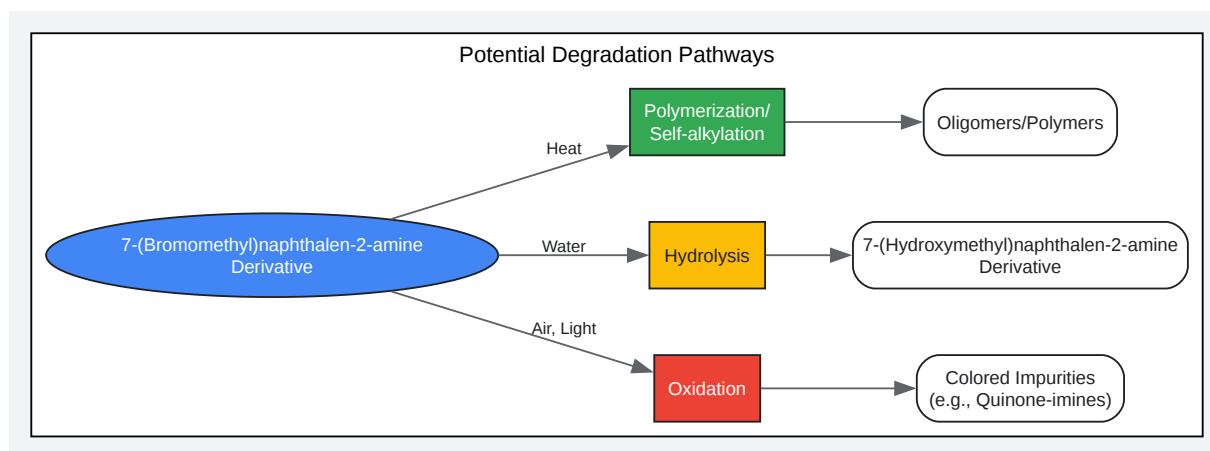 Potential Degradation Pathways
Polymerization/
Self-alkylation
Oligomers/Polymers
Heat
7-(Bromomethyl)naphthalen-2-amine
Derivative
Water
Hydrolysis
7-(Hydroxymethyl)naphthalen-2-amine
Derivative
Air, Light
Oxidation
Colored Impurities
(e.g., Quinone-imines)